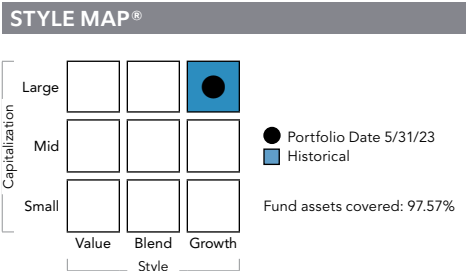 STYLE MAP®
Large
Mid
Small
Capitalization
Value Blend Growth
Style
Portfolio Date 5/31/23
Historical
Fund assets covered: 97.57%